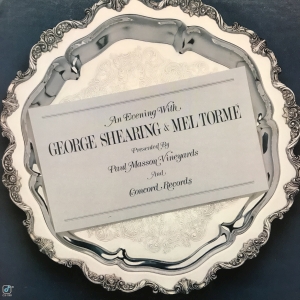 An Evening With
GEORGE SHEARING & MEL TORME
Presented By
Paul Masson Vineyards
And
Concord Records